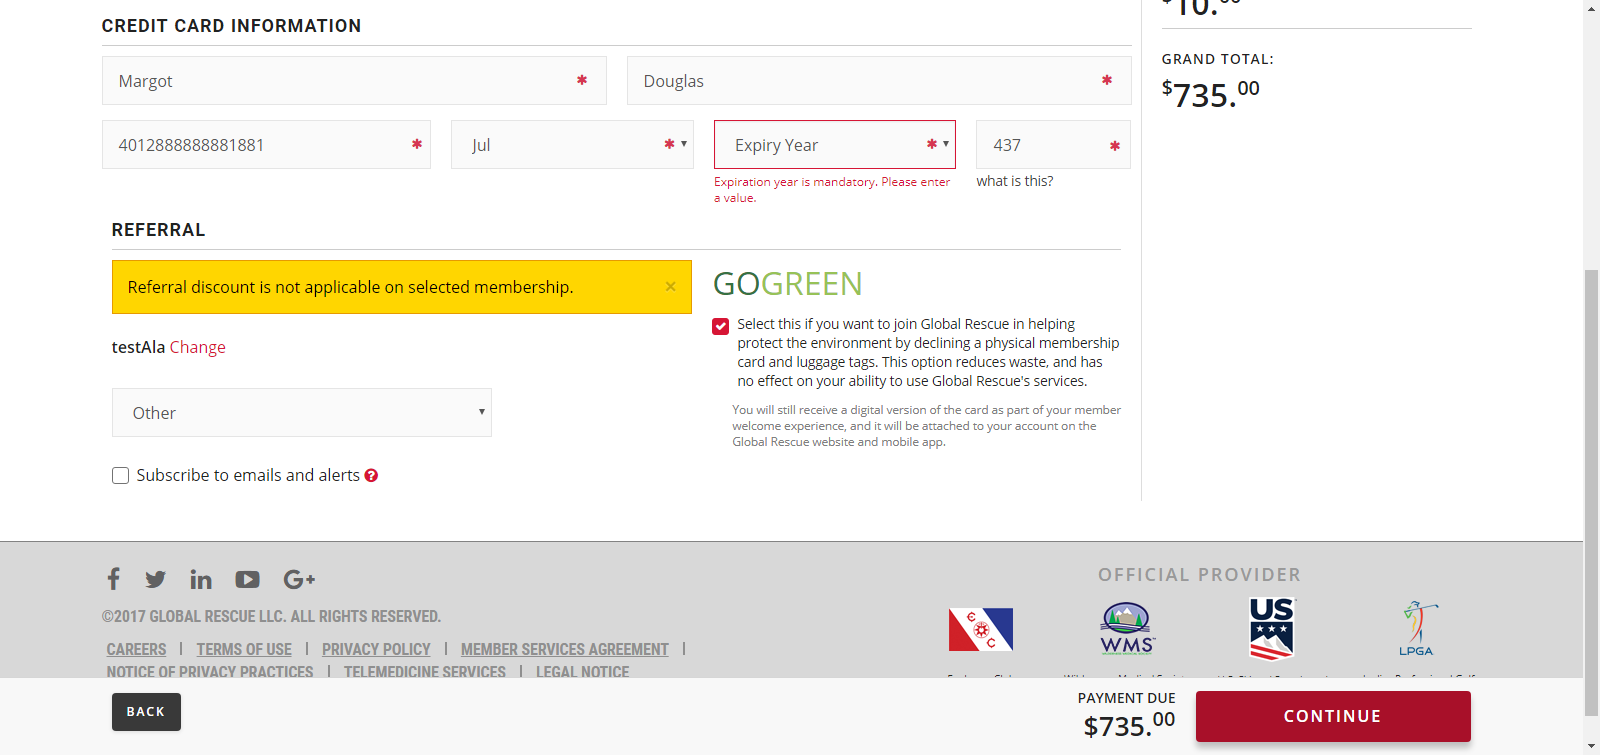 $10.00
CREDIT CARD INFORMATION
GRAND TOTAL:
$735.00
Margot *
Douglas *
4012888888881881 *
Jul *
Expiry Year *
437 *
Expiration year is mandatory. Please enter
a value.
what is this?
REFERRAL
Referral discount is not applicable on selected membership. ×
testAla Change
Other
Subscribe to emails and alerts ?
GOGREEN
Select this if you want to join Global Rescue in helping
protect the environment by declining a physical membership
card and luggage tags. This option reduces waste, and has
no effect on your ability to use Global Rescue's services.
You will still receive a digital version of the card as part of your member
welcome experience, and it will be attached to your account on the
Global Rescue website and mobile app.
©2017 GLOBAL RESCUE LLC. ALL RIGHTS RESERVED.
CAREERS | TERMS OF USE | PRIVACY POLICY | MEMBER SERVICES AGREEMENT |
NOTICE OF PRIVACY PRACTICES | TELEMEDICINE SERVICES | LEGAL NOTICE
OFFICIAL PROVIDER
WMS
US
LPGA
BACK
PAYMENT DUE
$735.00
CONTINUE